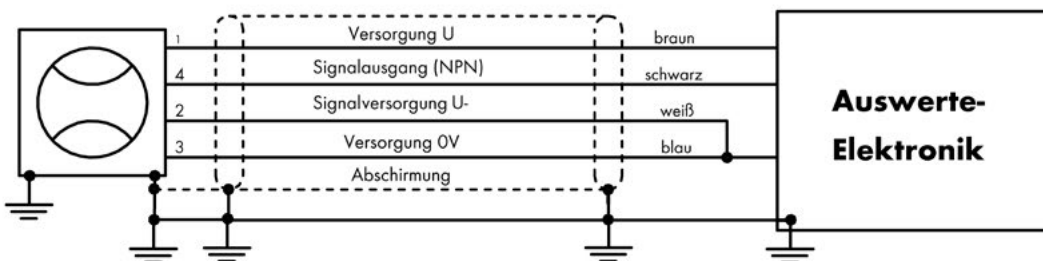 1 Versorgung U braun
4 Signalausgang (NPN) schwarz
2 Signalversorgung U- weiß
3 Versorgung 0V blau
Abschirmung
Auswerte-
Elektronik